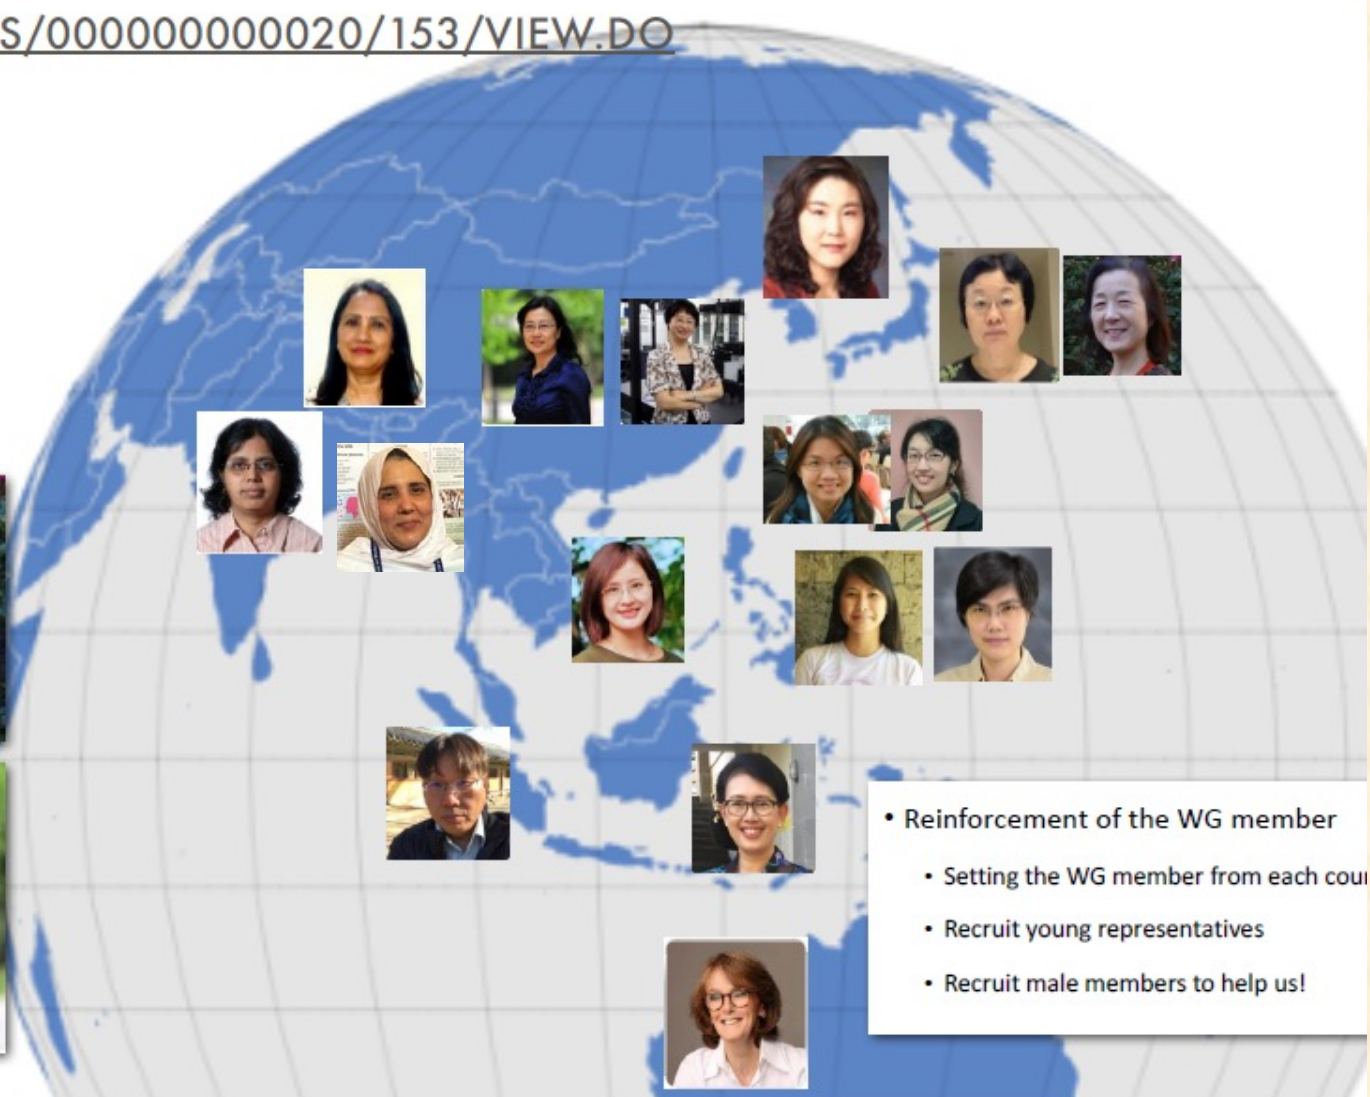 S/000000000020/153/VIEW.DO
• Reinforcement of the WG member
• Setting the WG member from each
• Recruit young representatives
• Recruit male members to help us!